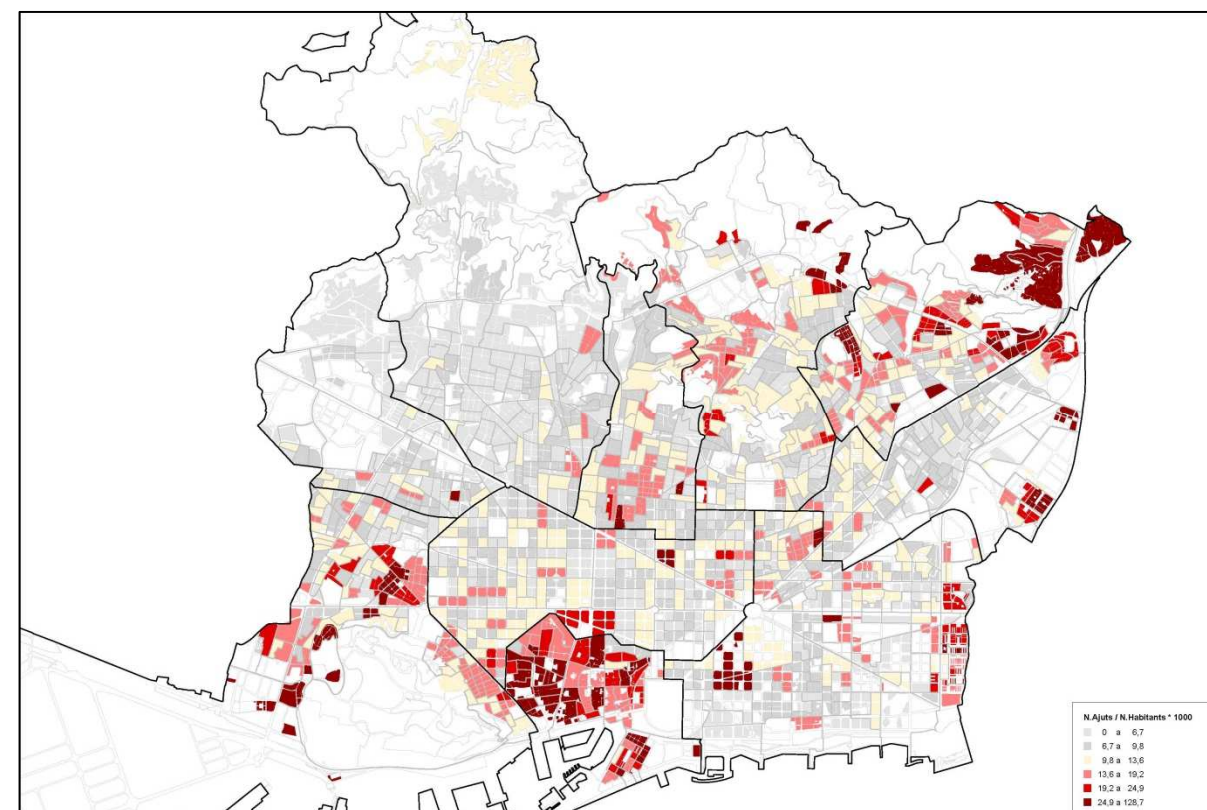 N.Ajuts / N.Habitants * 1000
0 a 6,7
6,7 a 9,8
9,8 a 13,6
13,6 a 19,2
19,2 a 24,9
24,9 a 128,7